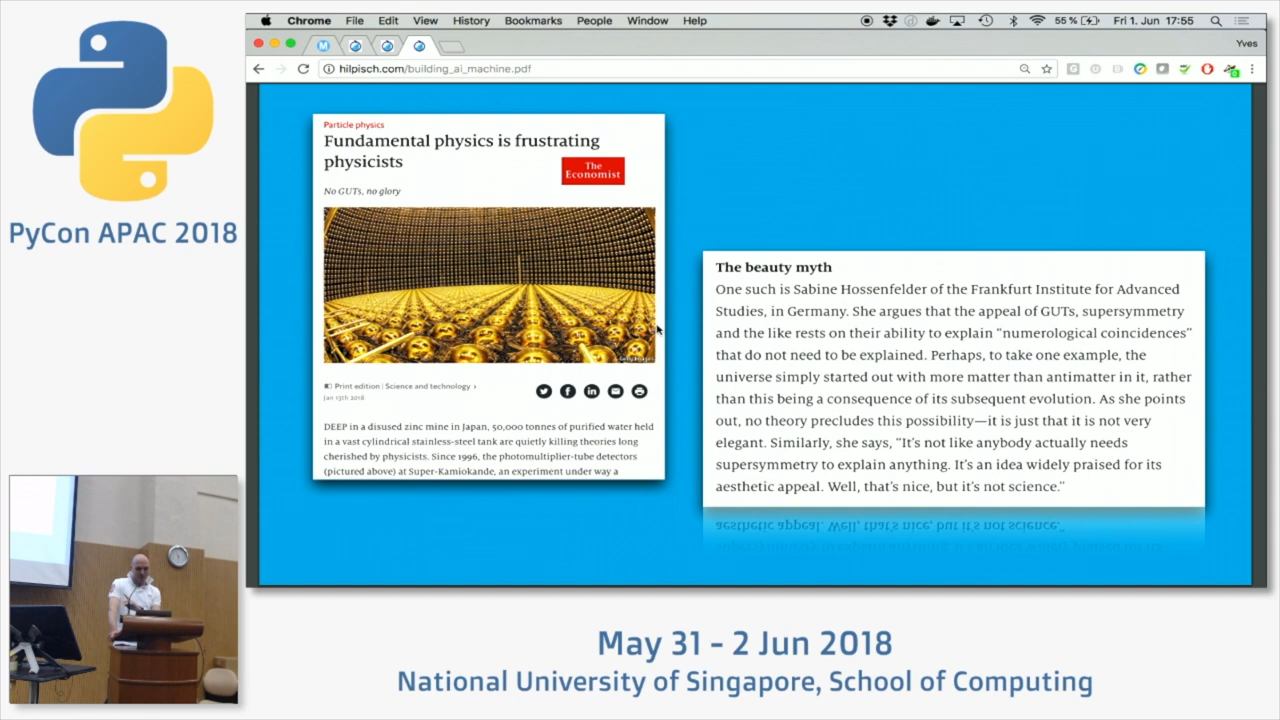 Chrome File Edit View History Bookmarks People Window Help 55 % Fri 1. Jun 17:55
Yves
hilpisch.com/building_ai_machine.pdf
PyCon APAC 2018
Particle physics
Fundamental physics is frustrating
physicists
The
Economist
No GUTs, no glory
Getty Images
Print edition | Science and technology ›
Jan 13th 2018
DEEP in a disused zinc mine in Japan, 50,000 tonnes of purified water held
in a vast cylindrical stainless-steel tank are quietly killing theories long
cherished by physicists. Since 1996, the photomultiplier-tube detectors
(pictured above) at Super-Kamiokande, an experiment under way a
The beauty myth
One such is Sabine Hossenfelder of the Frankfurt Institute for Advanced
Studies, in Germany. She argues that the appeal of GUTs, supersymmetry
and the like rests on their ability to explain “numerological coincidences”
that do not need to be explained. Perhaps, to take one example, the
universe simply started out with more matter than antimatter in it, rather
than this being a consequence of its subsequent evolution. As she points
out, no theory precludes this possibility—it is just that it is not very
elegant. Similarly, she says, “It’s not like anybody actually needs
supersymmetry to explain anything. It’s an idea widely praised for its
aesthetic appeal. Well, that’s nice, but it’s not science.”
May 31 - 2 Jun 2018
National University of Singapore, School of Computing